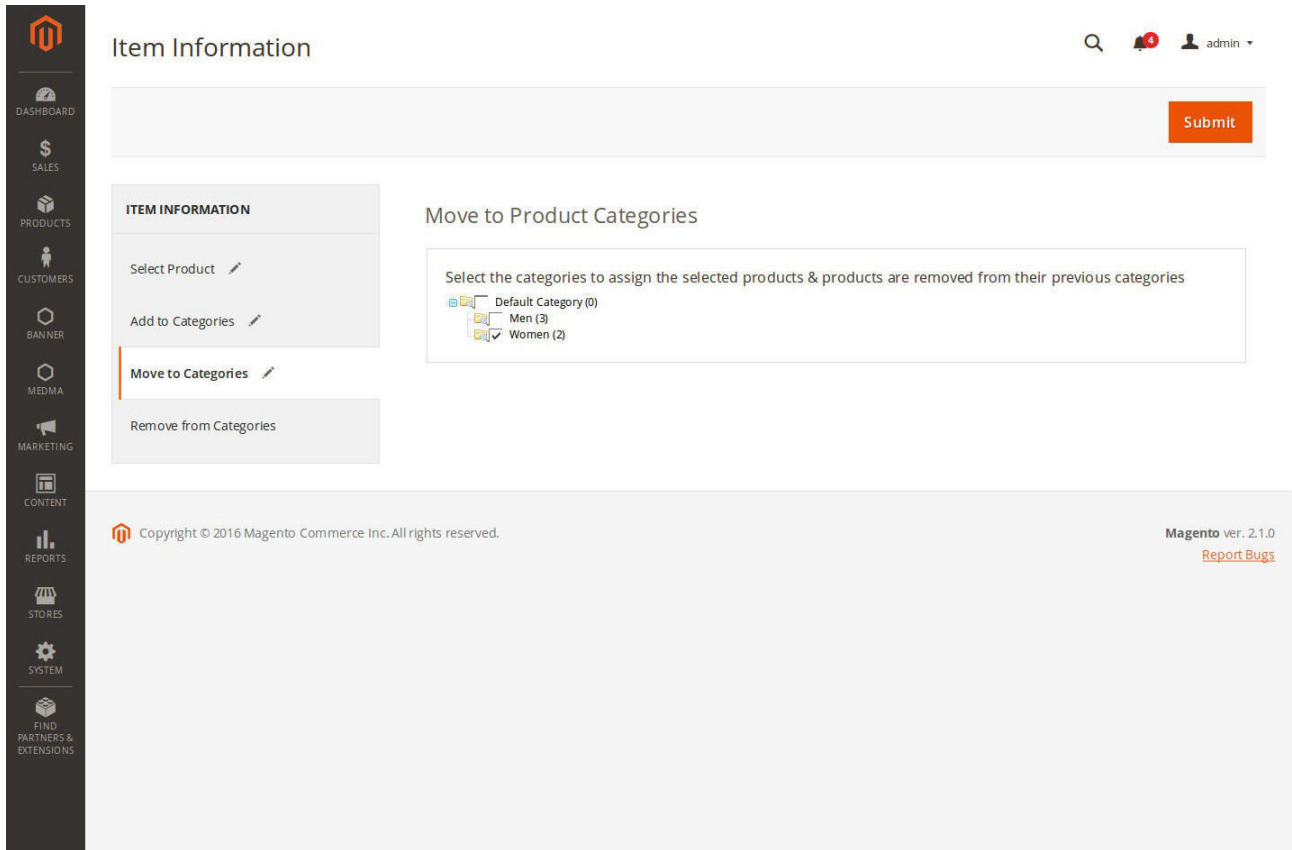 Item Information
4
admin
DASHBOARD
SALES
PRODUCTS
CUSTOMERS
BANNER
MEDMA
MARKETING
CONTENT
REPORTS
STORES
SYSTEM
FIND
PARTNERS &
EXTENSIONS
Submit
ITEM INFORMATION
Select Product
Add to Categories
Move to Categories
Remove from Categories
Move to Product Categories
Select the categories to assign the selected products & products are removed from their previous categories
Default Category (0)
Men (3)
Women (2)
Copyright © 2016 Magento Commerce Inc. All rights reserved.
Magento ver. 2.1.0
Report Bugs